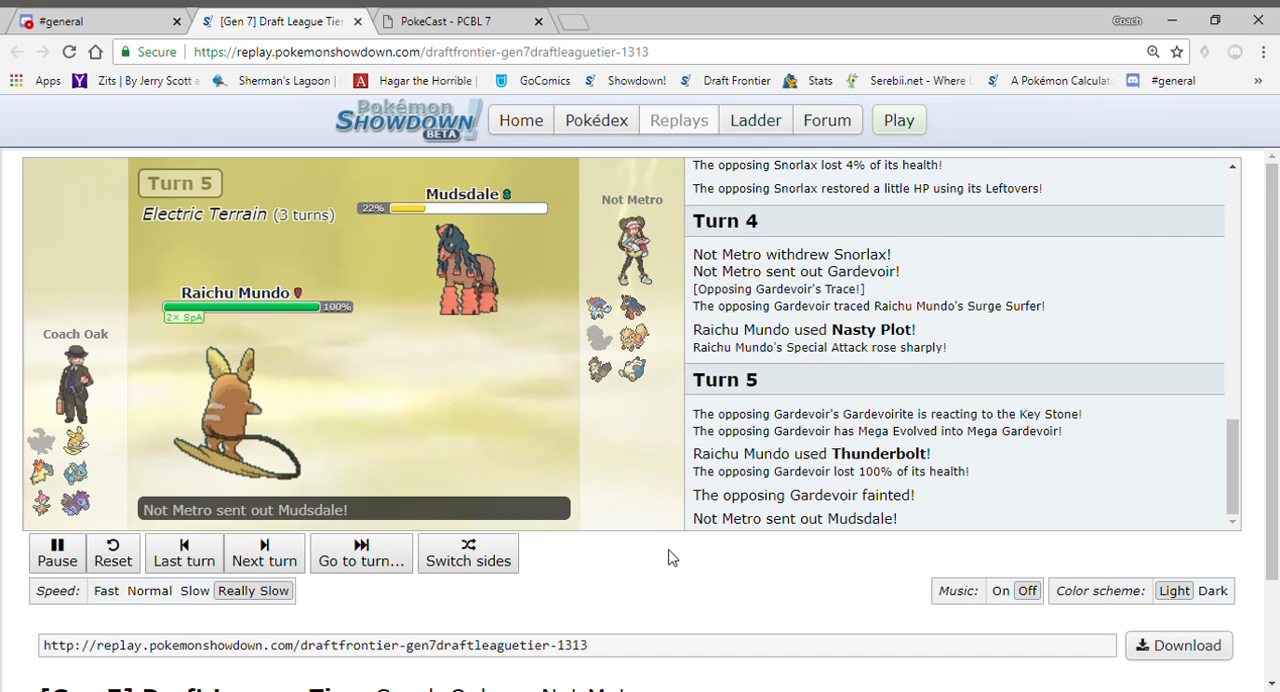 #general
[Gen 7] Draft League Tier
PokeCast - PCBL 7
Coach
Secure
https://replay.pokemonshowdown.com/draftfrontier-gen7draftleaguetier-1313
Apps
Zits | By Jerry Scott a
Sherman's Lagoon |
Hagar the Horrible |
GoComics
Showdown!
Draft Frontier
Stats
Serebii.net - Where
A Pokémon Calculat
#general
»
Pokémon
SHOWDOWN!
BETA
Home
Pokédex
Replays
Ladder
Forum
Play
Turn 5
Electric Terrain (3 turns)
Mudsdale
22%
Raichu Mundo
100%
2× SpA
Coach Oak
Not Metro
Not Metro sent out Mudsdale!
The opposing Snorlax lost 4% of its health!
The opposing Snorlax restored a little HP using its Leftovers!
Turn 4
Not Metro withdrew Snorlax!
Not Metro sent out Gardevoir!
[Opposing Gardevoir's Trace!]
The opposing Gardevoir traced Raichu Mundo's Surge Surfer!
Raichu Mundo used Nasty Plot!
Raichu Mundo's Special Attack rose sharply!
Turn 5
The opposing Gardevoir's Gardevoirite is reacting to the Key Stone!
The opposing Gardevoir has Mega Evolved into Mega Gardevoir!
Raichu Mundo used Thunderbolt!
The opposing Gardevoir lost 100% of its health!
The opposing Gardevoir fainted!
Not Metro sent out Mudsdale!
Pause
Reset
Last turn
Next turn
Go to turn...
Switch sides
Speed: Fast Normal Slow Really Slow
Music: On Off
Color scheme: Light Dark
http://replay.pokemonshowdown.com/draftfrontier-gen7draftleaguetier-1313
Download